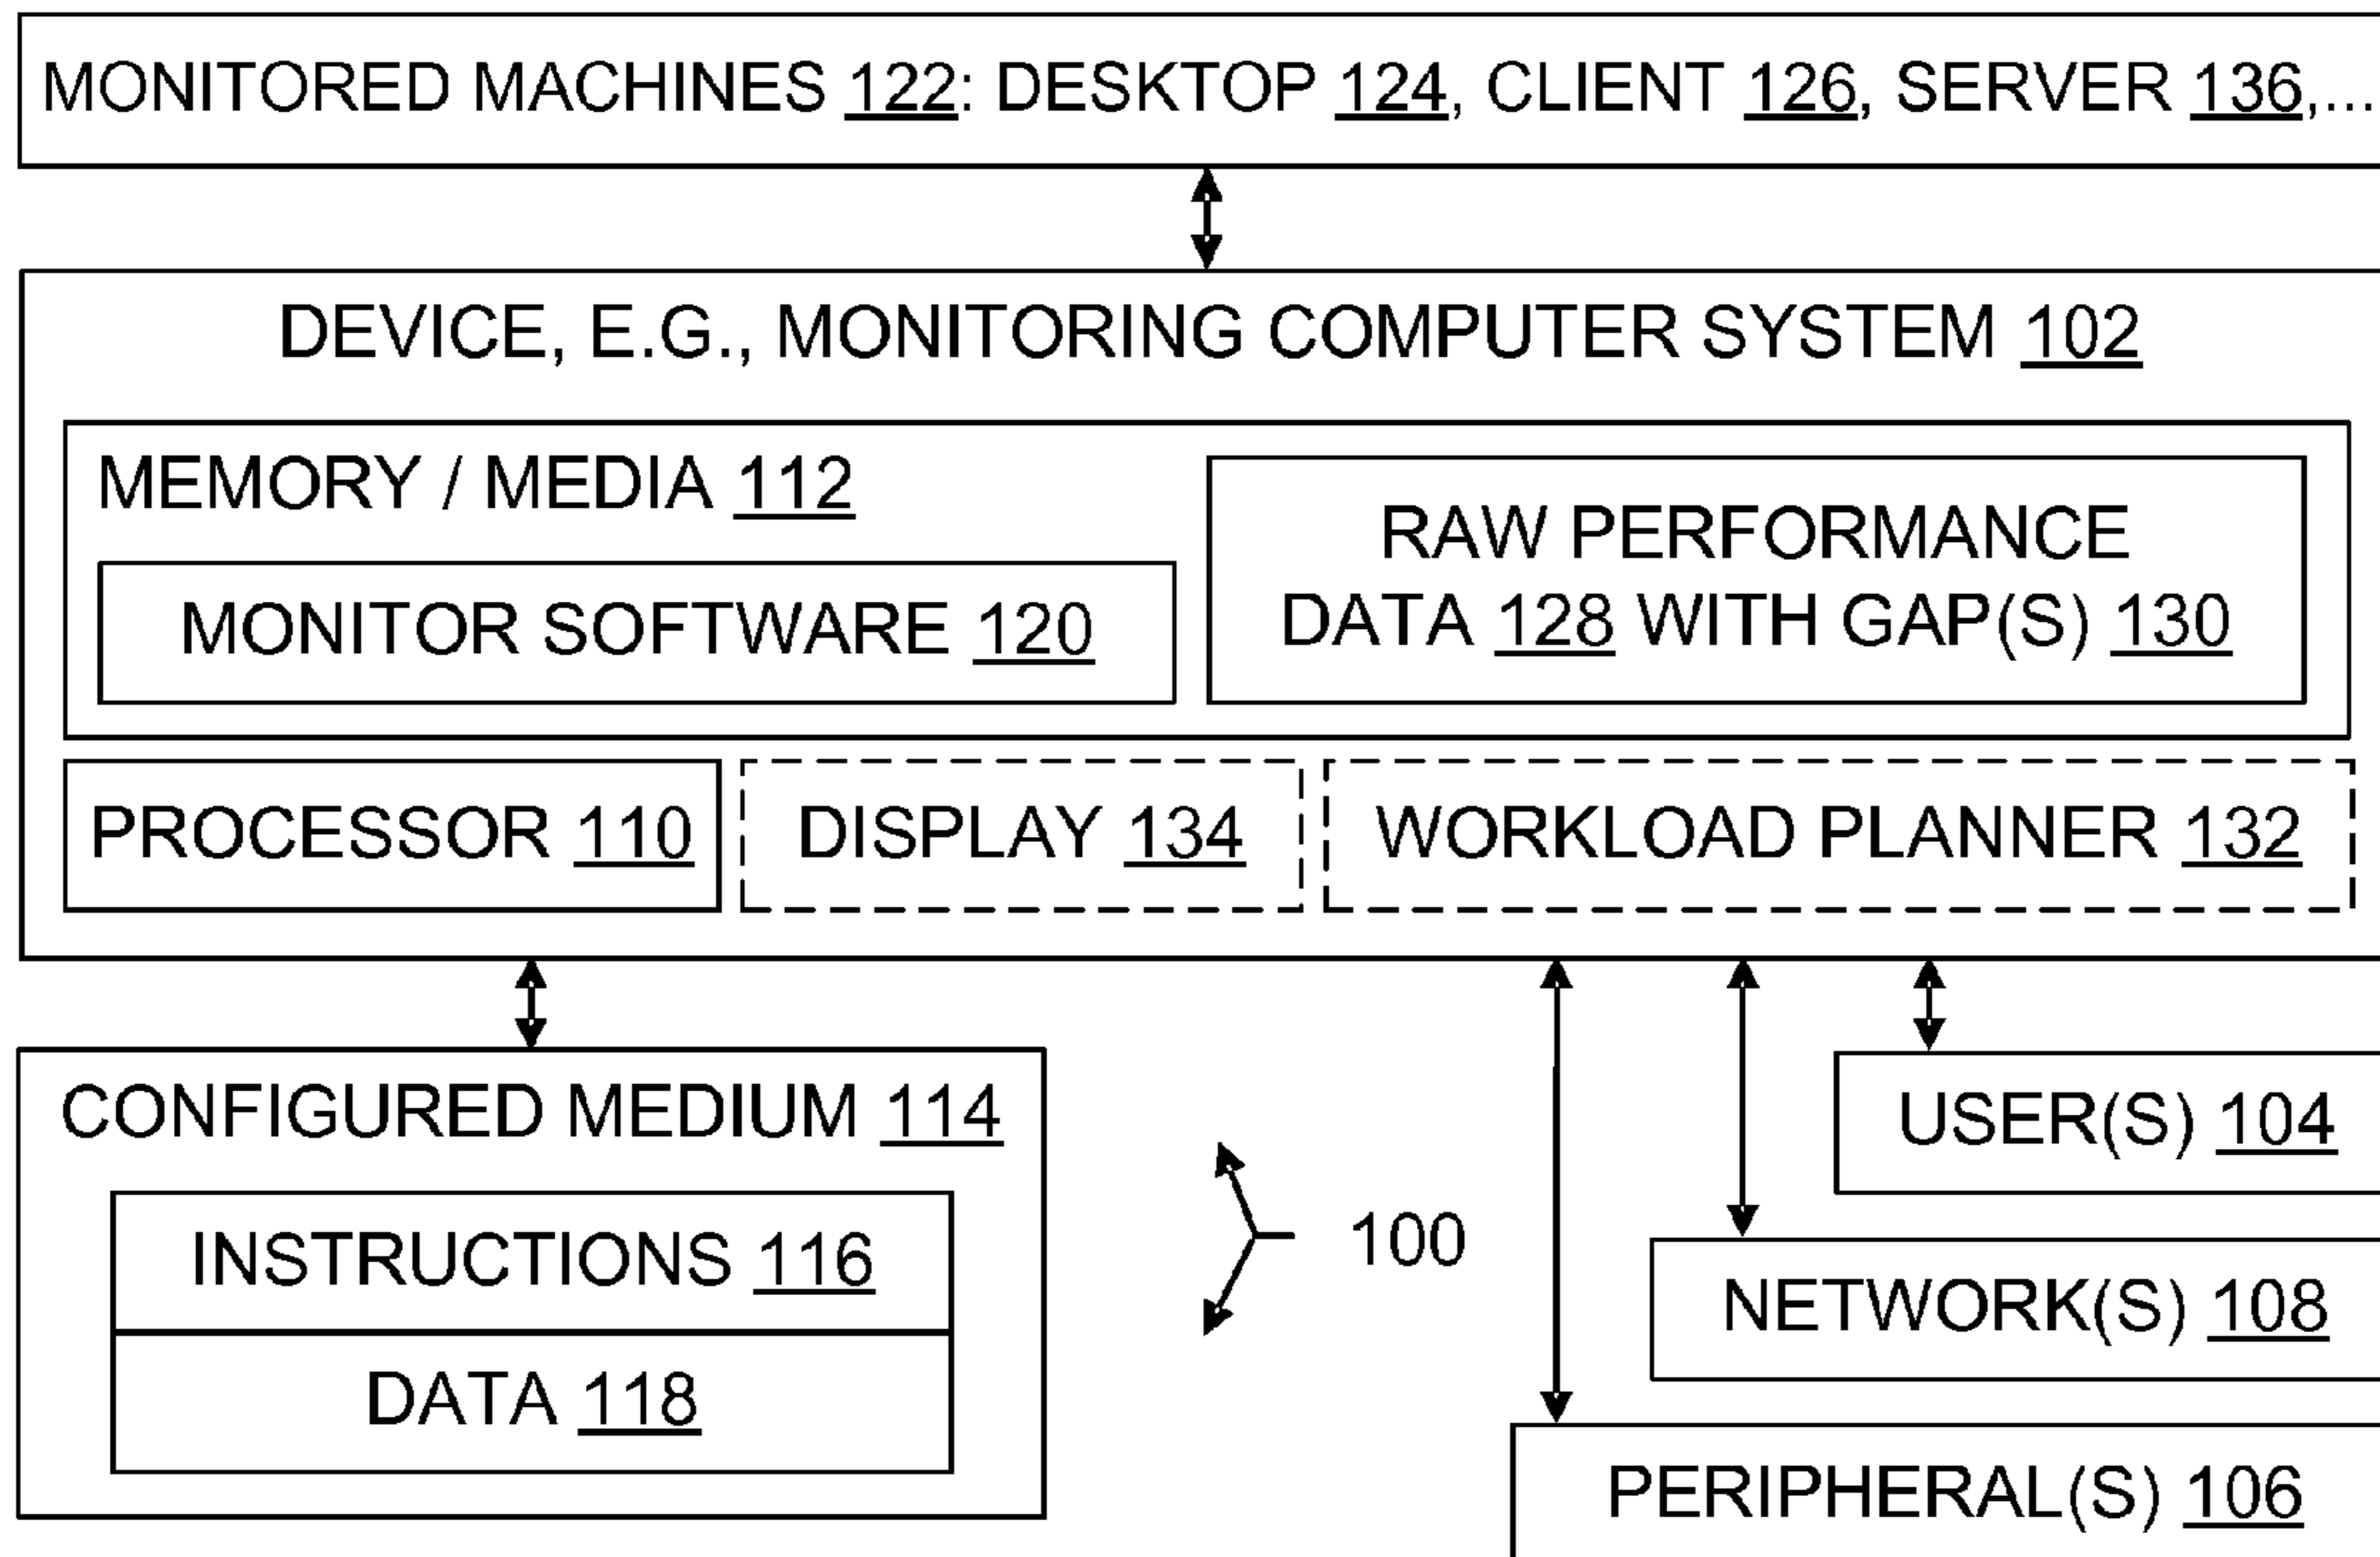 MONITORED MACHINES 122: DESKTOP 124, CLIENT 126, SERVER 136,...
DEVICE, E.G., MONITORING COMPUTER SYSTEM 102
MEMORY / MEDIA 112
MONITOR SOFTWARE 120
RAW PERFORMANCE
DATA 128 WITH GAP(S) 130
PROCESSOR 110
DISPLAY 134
WORKLOAD PLANNER 132
CONFIGURED MEDIUM 114
INSTRUCTIONS 116
DATA 118
100
USER(S) 104
NETWORK(S) 108
PERIPHERAL(S) 106